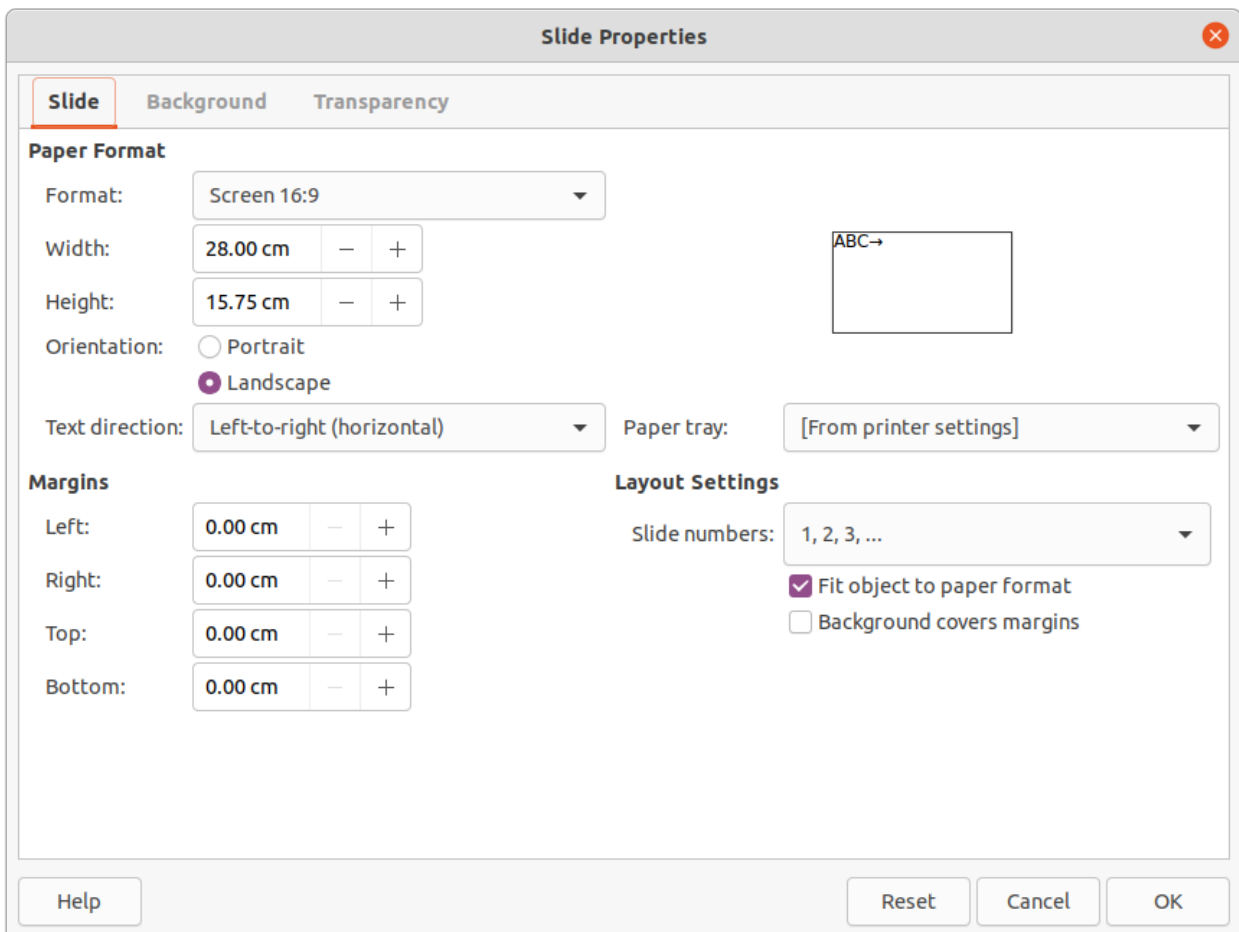 Slide Properties
Slide Background Transparency
Paper Format
Format: Screen 16:9
Width: 28.00 cm
ABC→
Height: 15.75 cm
Orientation: Portrait
Landscape
Text direction: Left-to-right (horizontal) Paper tray: [From printer settings]
Margins Layout Settings
Left: 0.00 cm
Slide numbers: 1, 2, 3, ...
Right: 0.00 cm
Fit object to paper format
Top: 0.00 cm
Background covers margins
Bottom: 0.00 cm
Help Reset Cancel OK